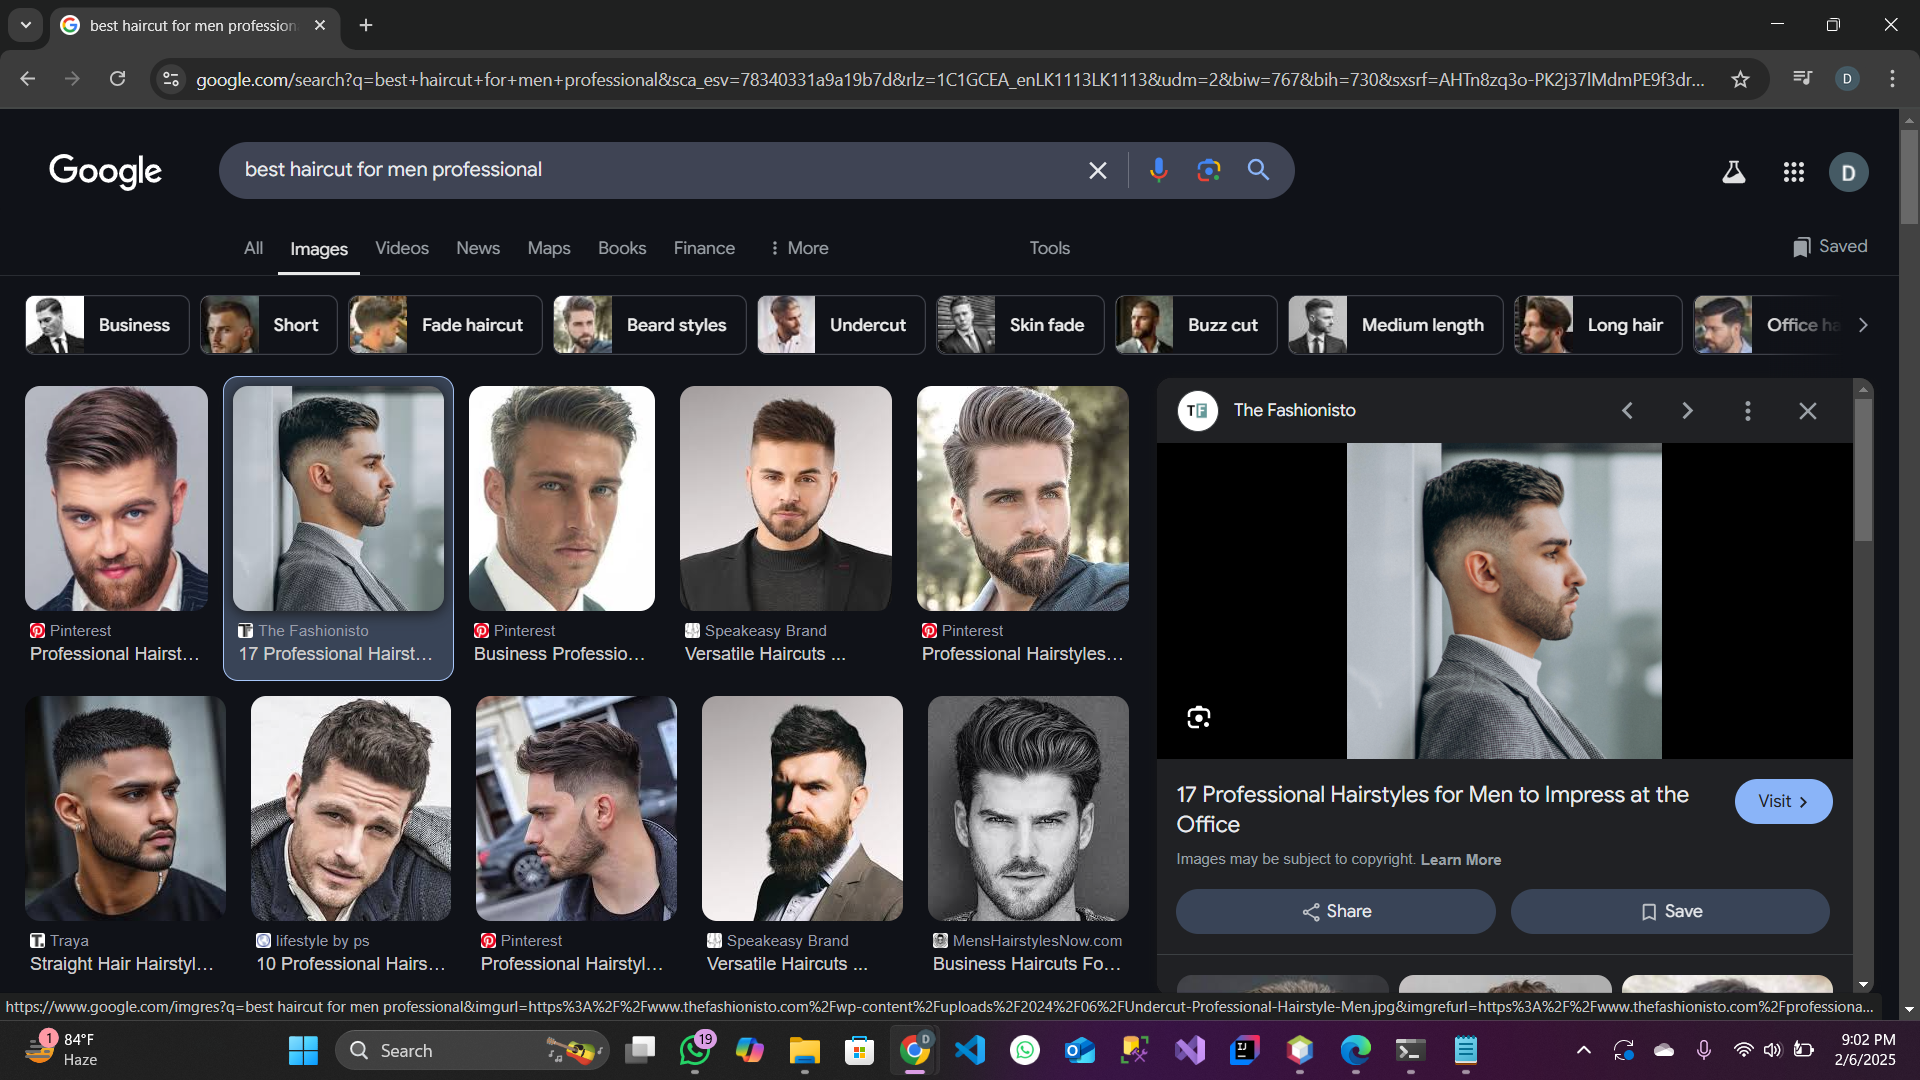 best haircut for men profession
google.com/search?q=best+haircut+for+men+professional&sca_esv=78340331a9a19b7d&rlz=1C1GCEA_enLK1113LK1113&udm=2&biw=767&bih=730&sxsrf=AHTn8zq3o-PK2j37lMdmPE9f3dr...
D
Google
best haircut for men professional
D
All Images Videos News Maps Books Finance More Tools Saved
Business Short Fade haircut Beard styles Undercut Skin fade Buzz cut Medium length Long hair Office ha
TF The Fashionisto
Pinterest The Fashionisto Pinterest Speakeasy Brand Pinterest
Professional Hairst... 17 Professional Hairst... Business Professio... Versatile Haircuts ... Professional Hairstyles...
17 Professional Hairstyles for Men to Impress at the
Office
Visit
Images may be subject to copyright. Learn More
Share Save
Traya lifestyle by ps Pinterest Speakeasy Brand MensHairstylesNow.com
Straight Hair Hairstyl... 10 Professional Hairs... Professional Hairstyl... Versatile Haircuts ... Business Haircuts Fo...
https://www.google.com/imgres?q=best haircut for men professional&imgurl=https%3A%2F%2Fwww.thefashionisto.com%2Fwp-content%2Fuploads%2F2024%2F06%2FUndercut-Professional-Hairstyle-Men.jpg&imgrefurl=https%3A%2F%2Fwww.thefashionisto.com%2Fprofessiona...
1 84°F
Haze
Search
19
D
IJ
9:02 PM
2/6/2025